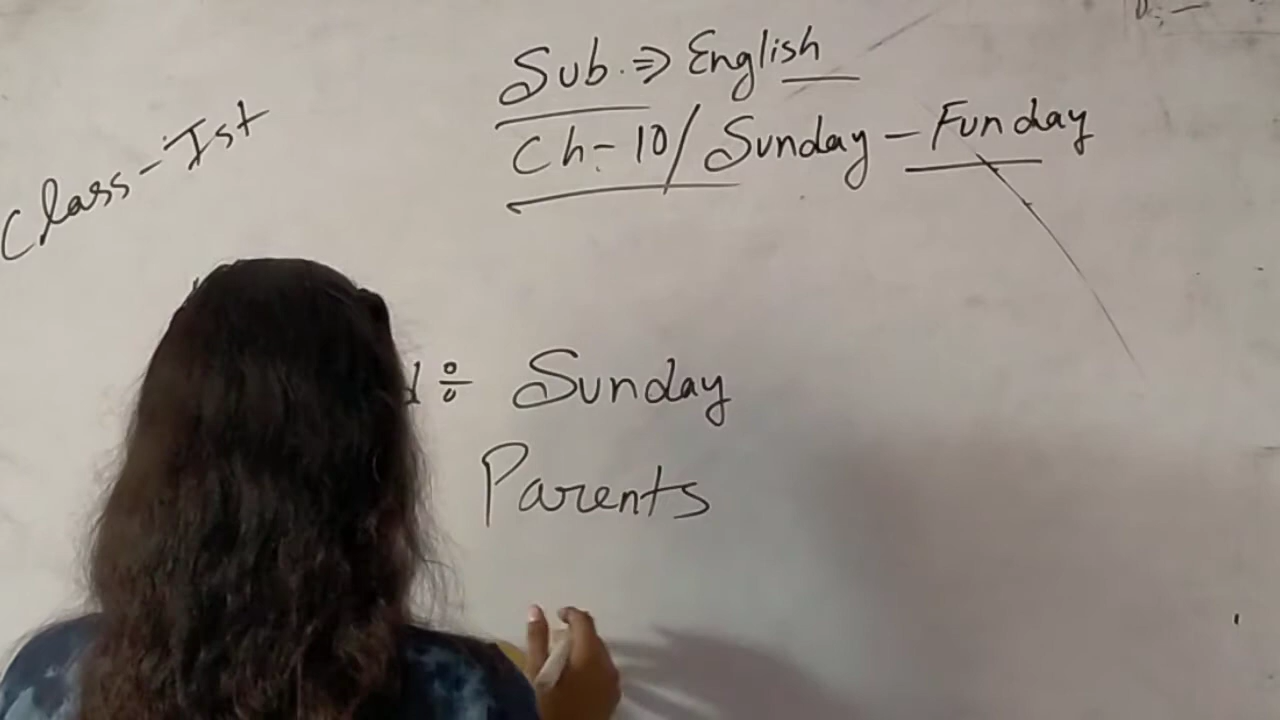 Sub. ⇒ English
Class - Ist
Ch - 10 / Sunday - Funday
Sunday
Parents